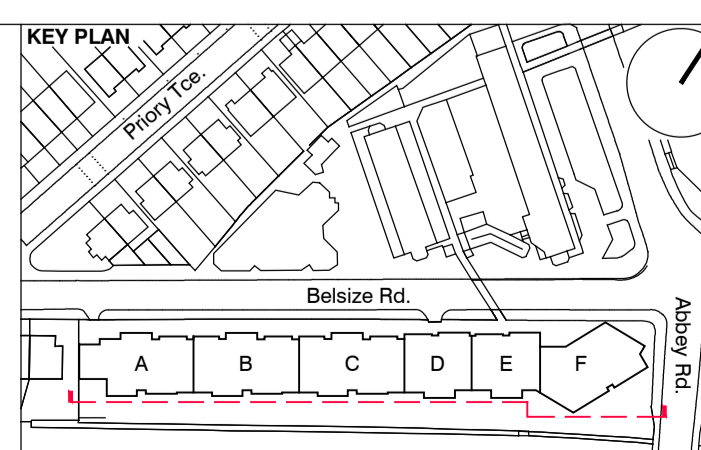 KEY PLAN
Priory Tce.
Belsize Rd.
Abbey Rd.
A B C D E F